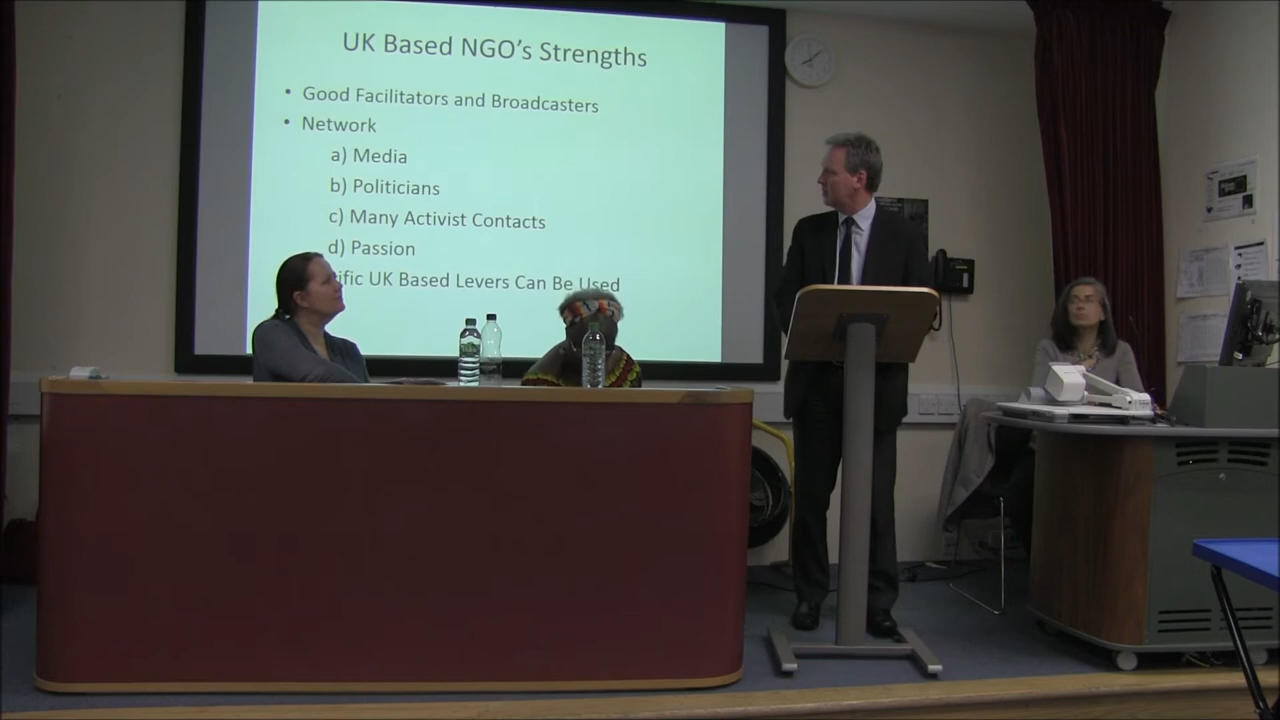 UK Based NGO's Strengths
• Good Facilitators and Broadcasters
• Network
a) Media
b) Politicians
c) Many Activist Contacts
d) Passion
UK Based Levers Can Be Used